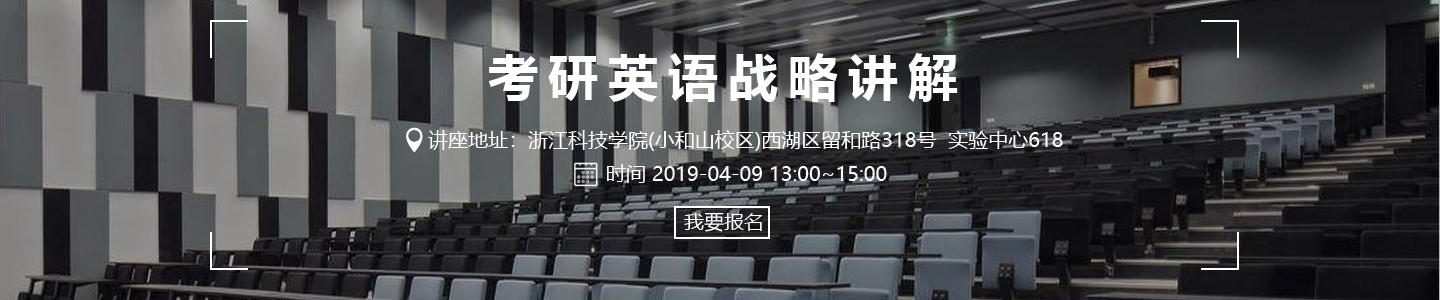 考研英语战略讲解
讲座地址：浙江科技学院(小和山校区)西湖区留和路318号 实验中心618
时间 2019-04-09 13:00~15:00
我要报名